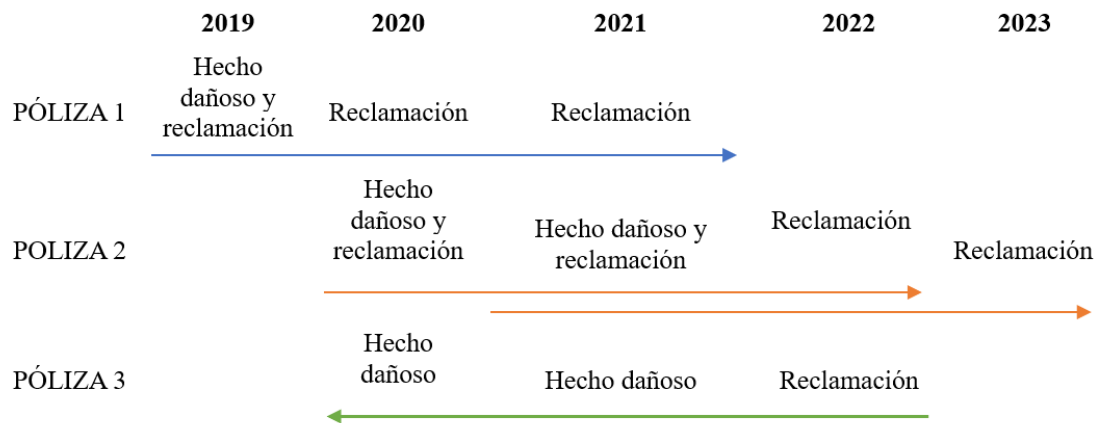 2019 2020 2021 2022 2023
PÓLIZA 1
Hecho
dañoso y
reclamación
Reclamación
Reclamación
POLIZA 2
Hecho
dañoso y
reclamación
Hecho dañoso y
reclamación
Reclamación
Reclamación
PÓLIZA 3
Hecho
dañoso
Hecho dañoso
Reclamación